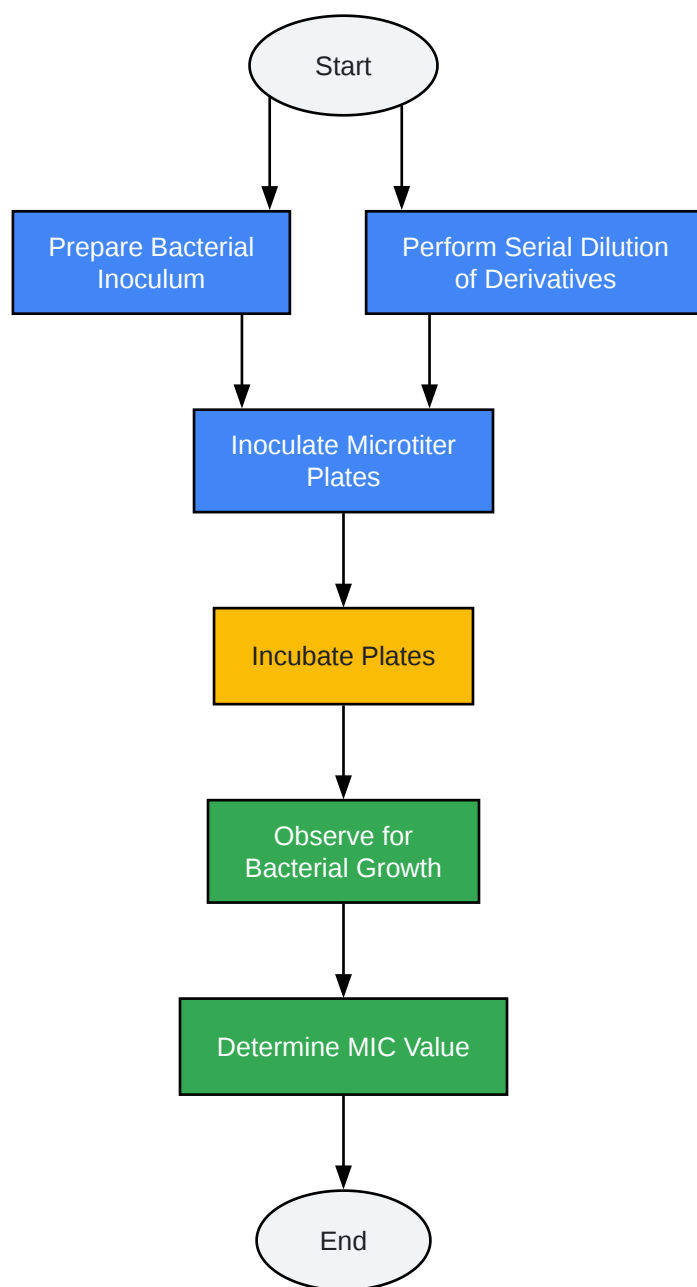 Start
Prepare Bacterial
Inoculum
Perform Serial Dilution
of Derivatives
Inoculate Microtiter
Plates
Incubate Plates
Observe for
Bacterial Growth
Determine MIC Value
End